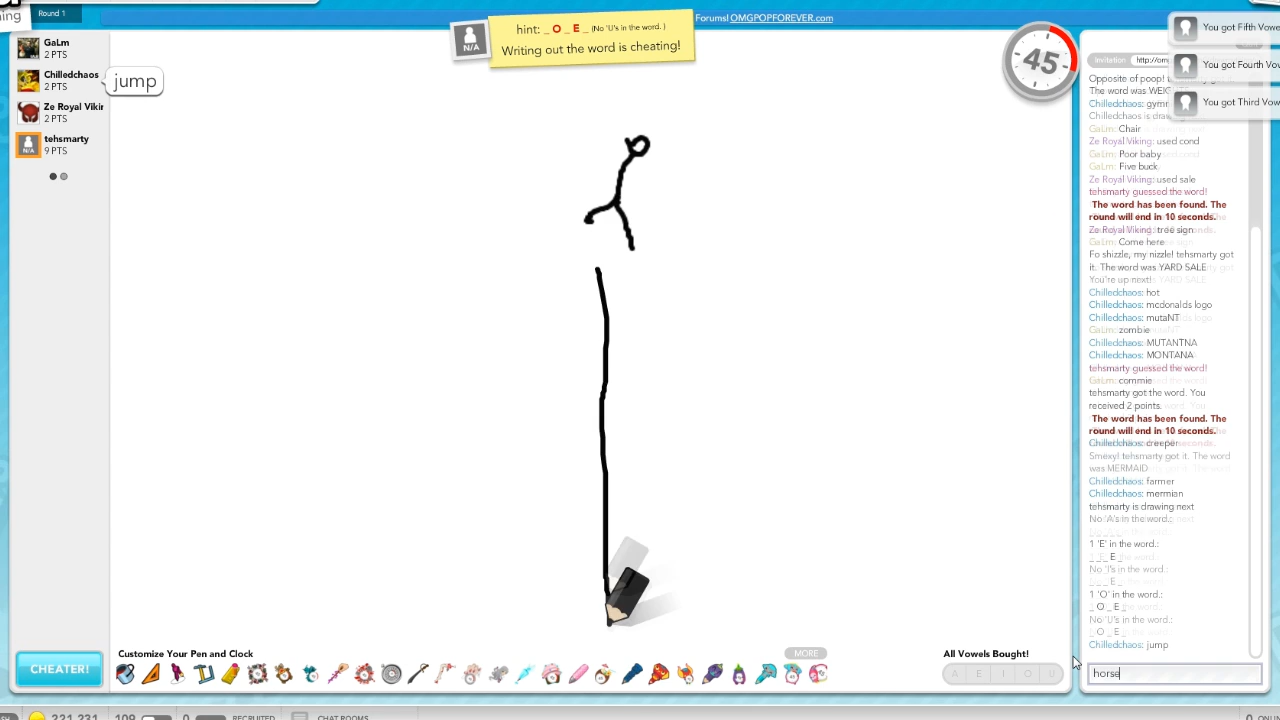 Round 1
Forums! OMGPOPFOREVER.com
hint: _ O _ E _ (No 'U's in the word. )
Writing out the word is cheating!
N/A
45
You got Fifth Vowe
You got Fourth Vow
You got Third Vow
GaLm
2 PTS
Chilledchaos
2 PTS
jump
Ze Royal Vikir
2 PTS
tehsmarty
9 PTS
N/A
Invitation
Opposite of poop!
The word was
Chilledchaos: gym
Chilledchaos is
GaLm: Chair
Ze Royal Viking: used cond
GaLm: Poor baby
GaLm: Five buck
Ze Royal Viking: used sale
tehsmarty guessed the word!
The word has been found. The
round will end in 10 seconds.
Ze Royal Viking: tree sign
GaLm: Come here
Fo shizzle, my nizzle! tehsmarty got
it. The word was YARD SALE
You're up next!
Chilledchaos: hot
Chilledchaos: mcdonalds logo
Chilledchaos: mutaNT
GaLm: zombie
Chilledchaos: MUTANTNA
Chilledchaos: MONTANA
tehsmarty guessed the word!
GaLm: commie
tehsmarty got the word. You
received 2 points.
The word has been found. The
round will end in 10 seconds.
Chilledchaos: creeper
Smexy! tehsmarty got it. The word
was MERMAID
Chilledchaos: farmer
Chilledchaos: mermian
tehsmarty is drawing next
No 'A's in the word.:
1 'E' in the word.:
_ _ _ E _
No 'I's in the word.:
_ _ _ E _
1 'O' in the word.:
_ O _ E _
No 'U's in the word.:
_ O _ E _
Chilledchaos: jump
horse
CHEATER!
Customize Your Pen and Clock
MORE
All Vowels Bought!
A E I O U
RECRUITED
CHAT ROOMS